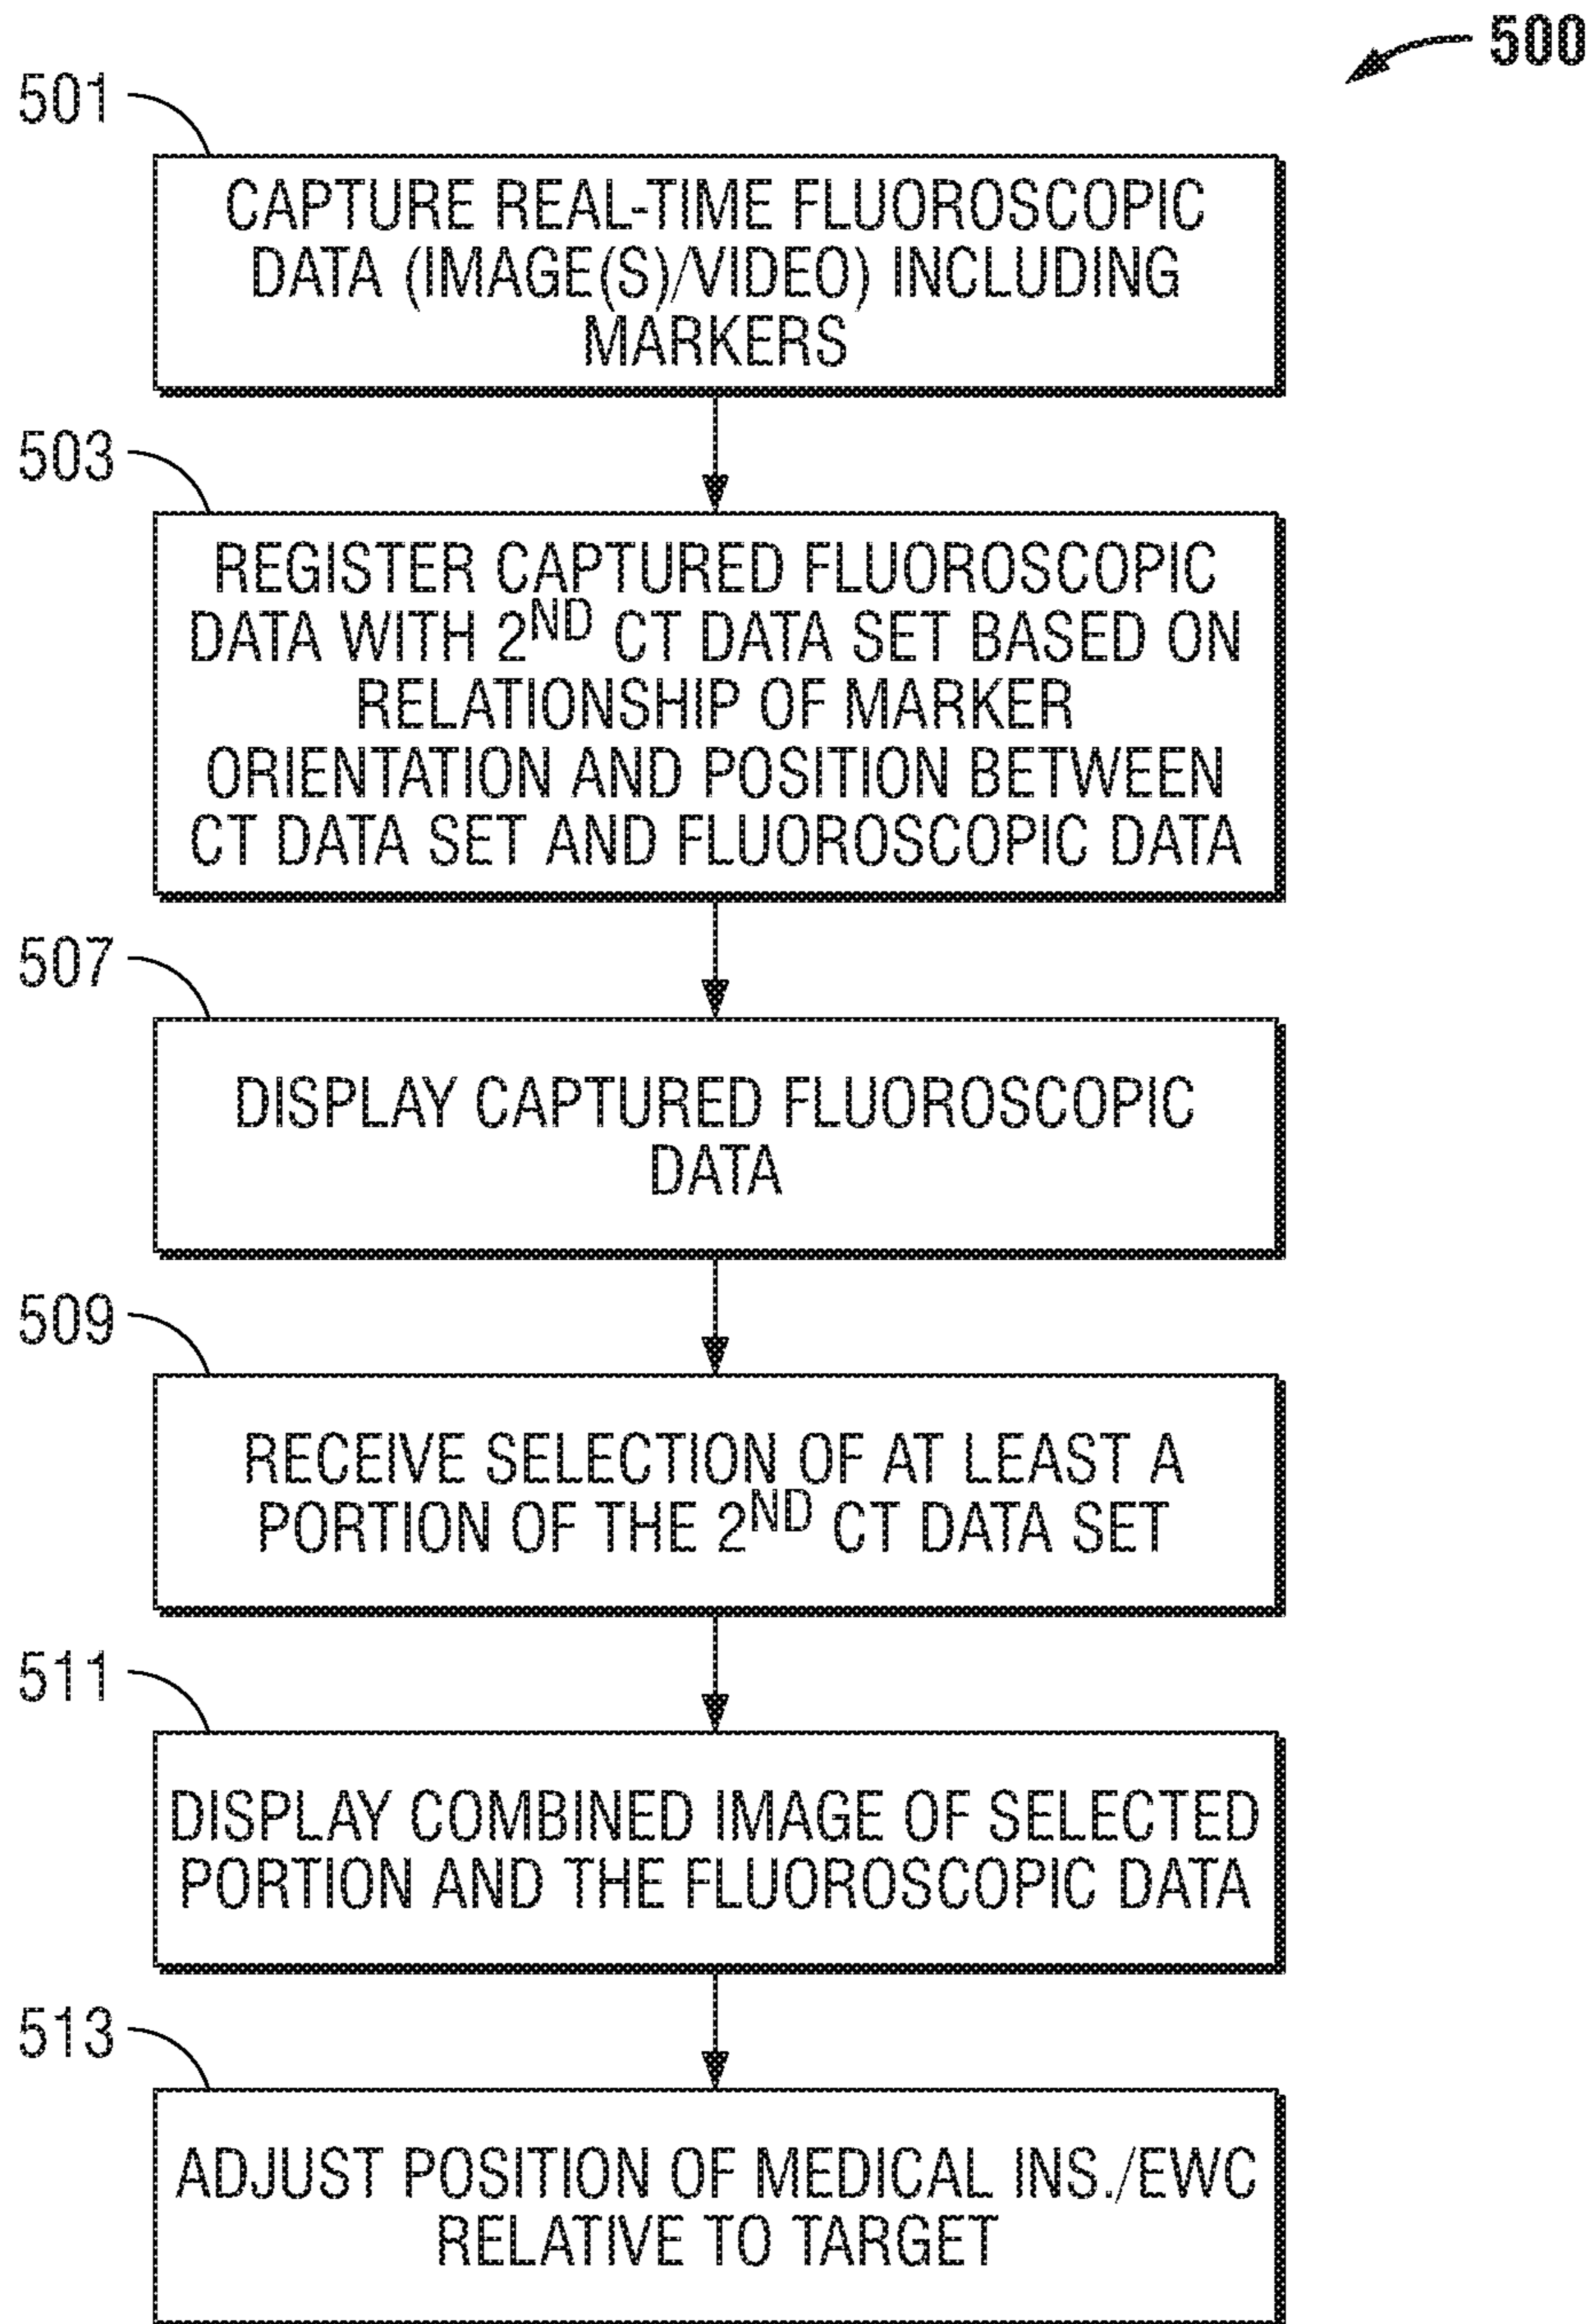 500
501
CAPTURE REAL-TIME FLUOROSCOPIC
DATA (IMAGE(S)/VIDEO) INCLUDING
MARKERS
503
REGISTER CAPTURED FLUOROSCOPIC
DATA WITH 2ND CT DATA SET BASED ON
RELATIONSHIP OF MARKER
ORIENTATION AND POSITION BETWEEN
CT DATA SET AND FLUOROSCOPIC DATA
507
DISPLAY CAPTURED FLUOROSCOPIC
DATA
509
RECEIVE SELECTION OF AT LEAST A
PORTION OF THE 2ND CT DATA SET
511
DISPLAY COMBINED IMAGE OF SELECTED
PORTION AND THE FLUOROSCOPIC DATA
513
ADJUST POSITION OF MEDICAL INS./EWC
RELATIVE TO TARGET